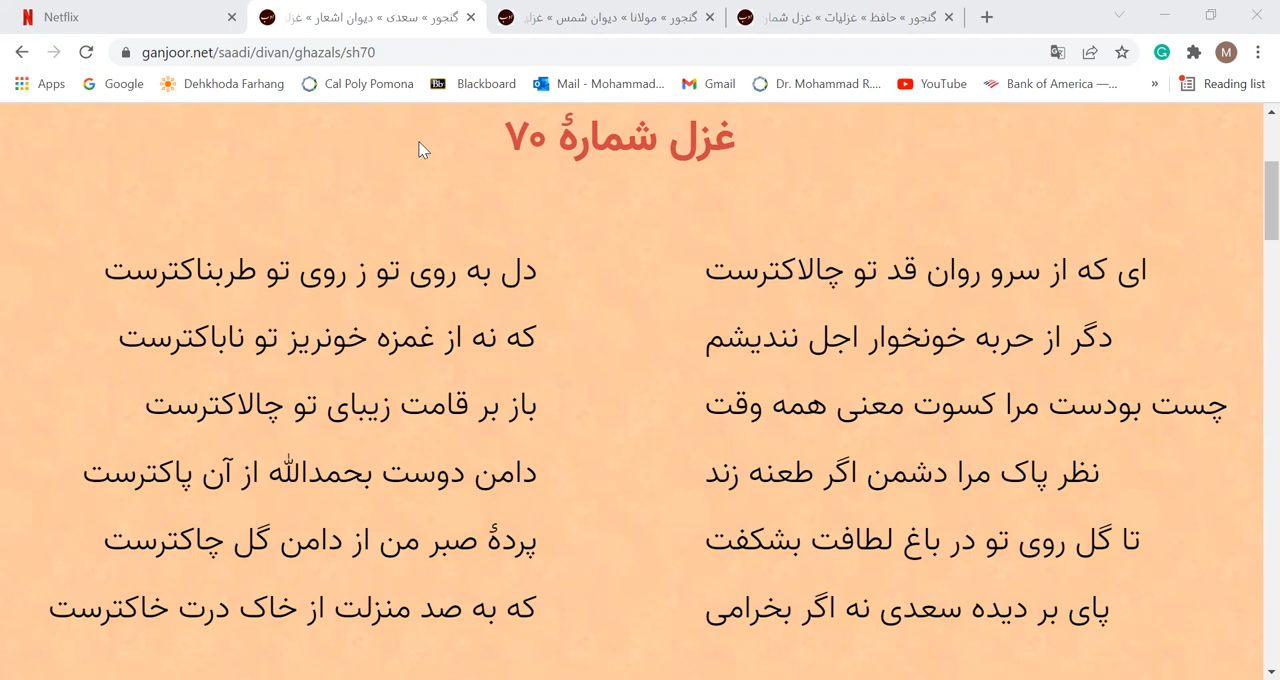 Netflix
گنجور » سعدی » دیوان اشعار » غزل
گنجور » مولانا » دیوان شمس » غزلی
گنجور » حافظ » غزلیات » غزل شمار
ganjoor.net/saadi/divan/ghazals/sh70
M
Apps Google Dehkhoda Farhang Cal Poly Pomona Bb Blackboard Mail - Mohammad... Gmail Dr. Mohammad R.... YouTube Bank of America —... » Reading list
غزل شمارهٔ ۷۰
ای که از سرو روان قد تو چالاکترست
دل به روی تو ز روی تو طربناکترست
دگر از حربه خونخوار اجل نندیشم
که نه از غمزه خونریز تو ناباکترست
چست بودست مرا کسوت معنی همه وقت
باز بر قامت زیبای تو چالاکترست
نظر پاک مرا دشمن اگر طعنه زند
دامن دوست بحمدالله از آن پاکترست
تا گل روی تو در باغ لطافت بشکفت
پردهٔ صبر من از دامن گل چاکترست
پای بر دیده سعدی نه اگر بخرامی
که به صد منزلت از خاک درت خاکترست